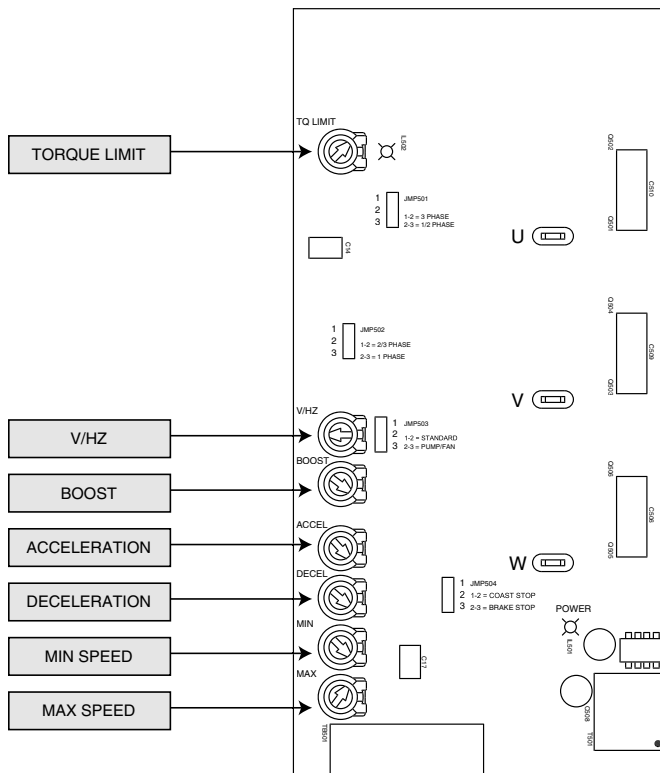 TORQUE LIMIT
V/HZ
BOOST
ACCELERATION
DECELERATION
MIN SPEED
MAX SPEED
TQ LIMIT
IL502
1
2
3
JMP501
1-2 = 3 PHASE
2-3 = 1/2 PHASE
C14
1
2
3
JMP502
1-2 = 2/3 PHASE
2-3 = 1 PHASE
V/HZ
1
2
3
JMP503
1-2 = STANDARD
2-3 = PUMP/FAN
BOOST
ACCEL
DECEL
MIN
MAX
1
2
3
JMP504
1-2 = COAST STOP
2-3 = BRAKE STOP
C17
TB501
U
V
W
Q502
Q501
C510
Q504
Q503
C509
Q506
Q505
C506
POWER
IL501
C508
T501